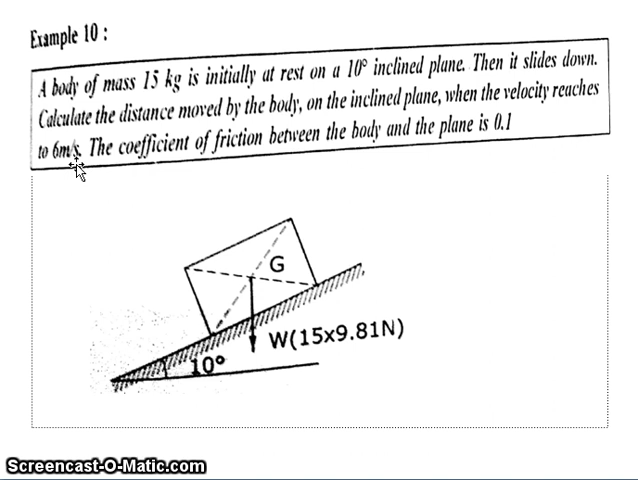 Example 10 :
A body of mass 15 kg is initially at rest on a 10° inclined plane. Then it slides down.
Calculate the distance moved by the body, on the inclined plane, when the velocity reaches
to 6m/s. The coefficient of friction between the body and the plane is 0.1
G
W(15x9.81N)
10°
Screencast-O-Matic.com